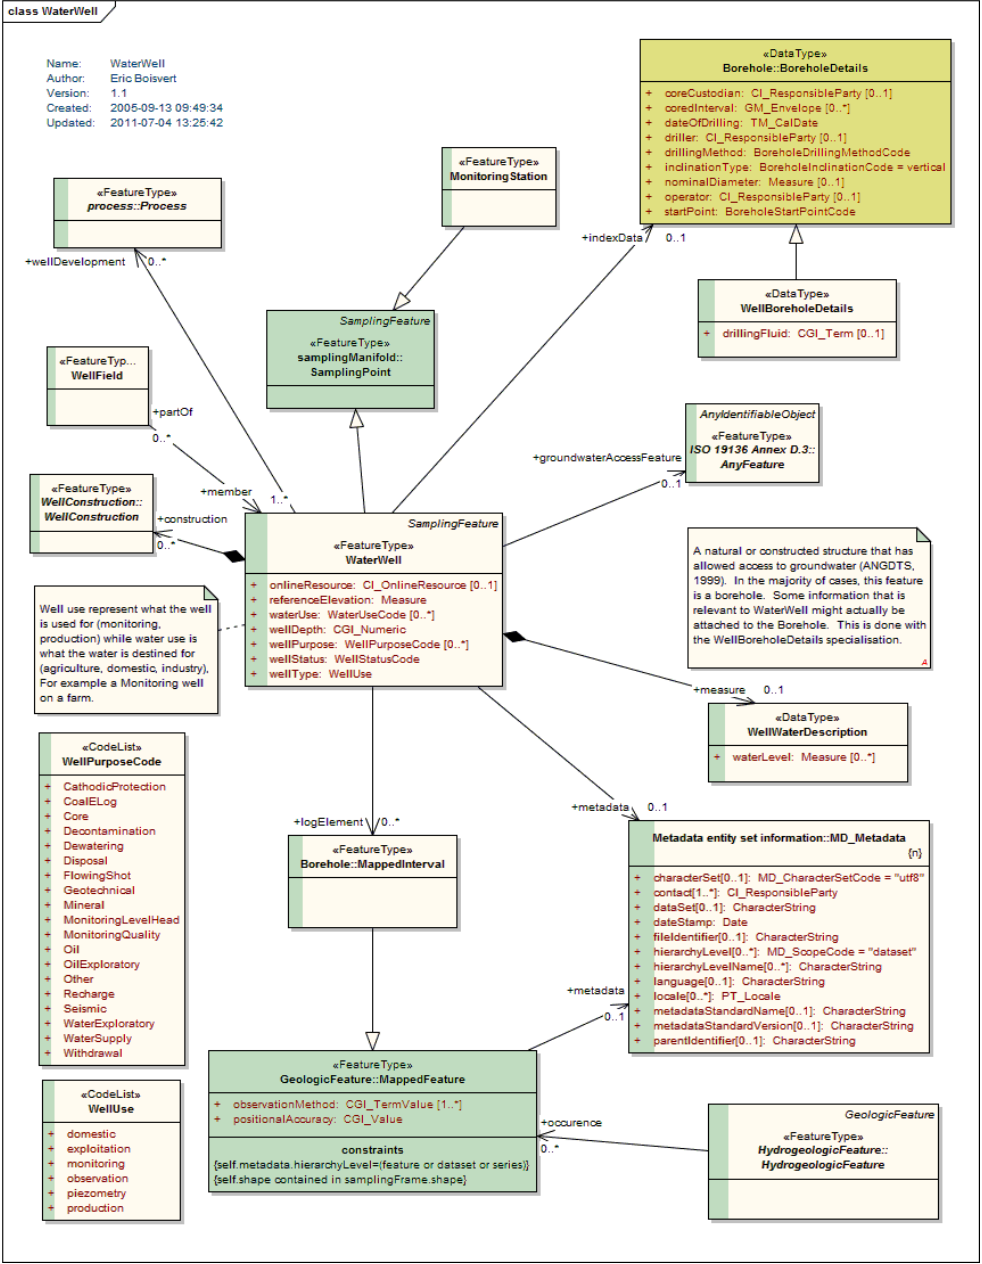 class WaterWell
Name: WaterWell
Author: Eric Boisvert
Version: 1.1
Created: 2005-09-13 09:49:34
Updated: 2011-07-04 13:25:42
«DataType»
Borehole::BoreholeDetails
+ coreCustodian: CI_ResponsibleParty [0..1]
+ coredInterval: GM_Envelope [0..*]
+ dateOfDrilling: TM_CalDate
+ driller: CI_ResponsibleParty [0..1]
+ drillingMethod: BoreholeDrillingMethodCode
+ inclinationType: BoreholeInclinationCode = vertical
+ nominalDiameter: Measure [0..1]
+ operator: CI_ResponsibleParty [0..1]
+ startPoint: BoreholeStartPointCode
«FeatureType»
MonitoringStation
«FeatureType»
process::Process
+indexData 0..1
+wellDevelopment 0..*
«DataType»
WellBoreholeDetails
+ drillingFluid: CGI_Term [0..1]
SamplingFeature
«FeatureType»
samplingManifold::
SamplingPoint
«FeatureTyp...
WellField
+partOf
0..*
AnyIdentifiableObject
«FeatureType»
ISO 19136 Annex D.3::
AnyFeature
+groundwaterAccessFeature
0..1
«FeatureType»
WellConstruction::
WellConstruction
+member
1..*
+construction
0..*
SamplingFeature
«FeatureType»
WaterWell
+ onlineResource: CI_OnlineResource [0..1]
+ referenceElevation: Measure
+ waterUse: WaterUseCode [0..*]
+ wellDepth: CGI_Numeric
+ wellPurpose: WellPurposeCode [0..*]
+ wellStatus: WellStatusCode
+ wellType: WellUse
A natural or constructed structure that has
allowed access to groundwater (ANGDTS,
1999). In the majority of cases, this feature
is a borehole. Some information that is
relevant to WaterWell might actually be
attached to the Borehole. This is done with
the WellBoreholeDetails specialisation.
A
Well use represent what the well
is used for (monitoring,
production) while water use is
what the water is destined for
(agriculture, domestic, industry),
For example a Monitoring well
on a farm.
+measure 0..1
«DataType»
WellWaterDescription
+ waterLevel: Measure [0..*]
«CodeList»
WellPurposeCode
+ CathodicProtection
+ CoalELog
+ Core
+ Decontamination
+ Dewatering
+ Disposal
+ FlowingShot
+ Geotechnical
+ Mineral
+ MonitoringLevelHead
+ MonitoringQuality
+ Oil
+ OilExploratory
+ Other
+ Recharge
+ Seismic
+ WaterExploratory
+ WaterSupply
+ Withdrawal
+metadata 0..1
+logElement 0..*
«FeatureType»
Borehole::MappedInterval
Metadata entity set information::MD_Metadata
{n}
+ characterSet[0..1]: MD_CharacterSetCode = "utf8"
+ contact[1..*]: CI_ResponsibleParty
+ dataSet[0..1]: CharacterString
+ dateStamp: Date
+ fileIdentifier[0..1]: CharacterString
+ hierarchyLevel[0..*]: MD_ScopeCode = "dataset"
+ hierarchyLevelName[0..*]: CharacterString
+ language[0..1]: CharacterString
+ locale[0..*]: PT_Locale
+ metadataStandardName[0..1]: CharacterString
+ metadataStandardVersion[0..1]: CharacterString
+ parentIdentifier[0..1]: CharacterString
+metadata
0..1
«FeatureType»
GeologicFeature::MappedFeature
+ observationMethod: CGI_TermValue [1..*]
+ positionalAccuracy: CGI_Value
constraints
{self.metadata.hierarchyLevel=(feature or dataset or series)}
{self.shape contained in samplingFrame.shape}
+occurence
0..*
«CodeList»
WellUse
+ domestic
+ exploitation
+ monitoring
+ observation
+ piezometry
+ production
GeologicFeature
«FeatureType»
HydrogeologicFeature::
HydrogeologicFeature